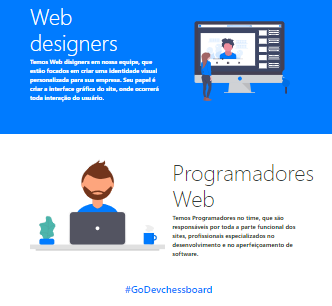 Web
designers
Temos Web disigners em nossa equipe, que
estão focados em criar uma identidade visual
personalizada para sua empresa. Seu papel é
criar a interface gráfica do site, onde ocorrerá
toda interação do usuário.
Programadores
Web
Temos Programadores no time, que são
responsáveis por toda a parte funcional dos
sites, profissionais especializados no
desenvolvimento e no aperfeiçoamento de
software.
#GoDevchessboard